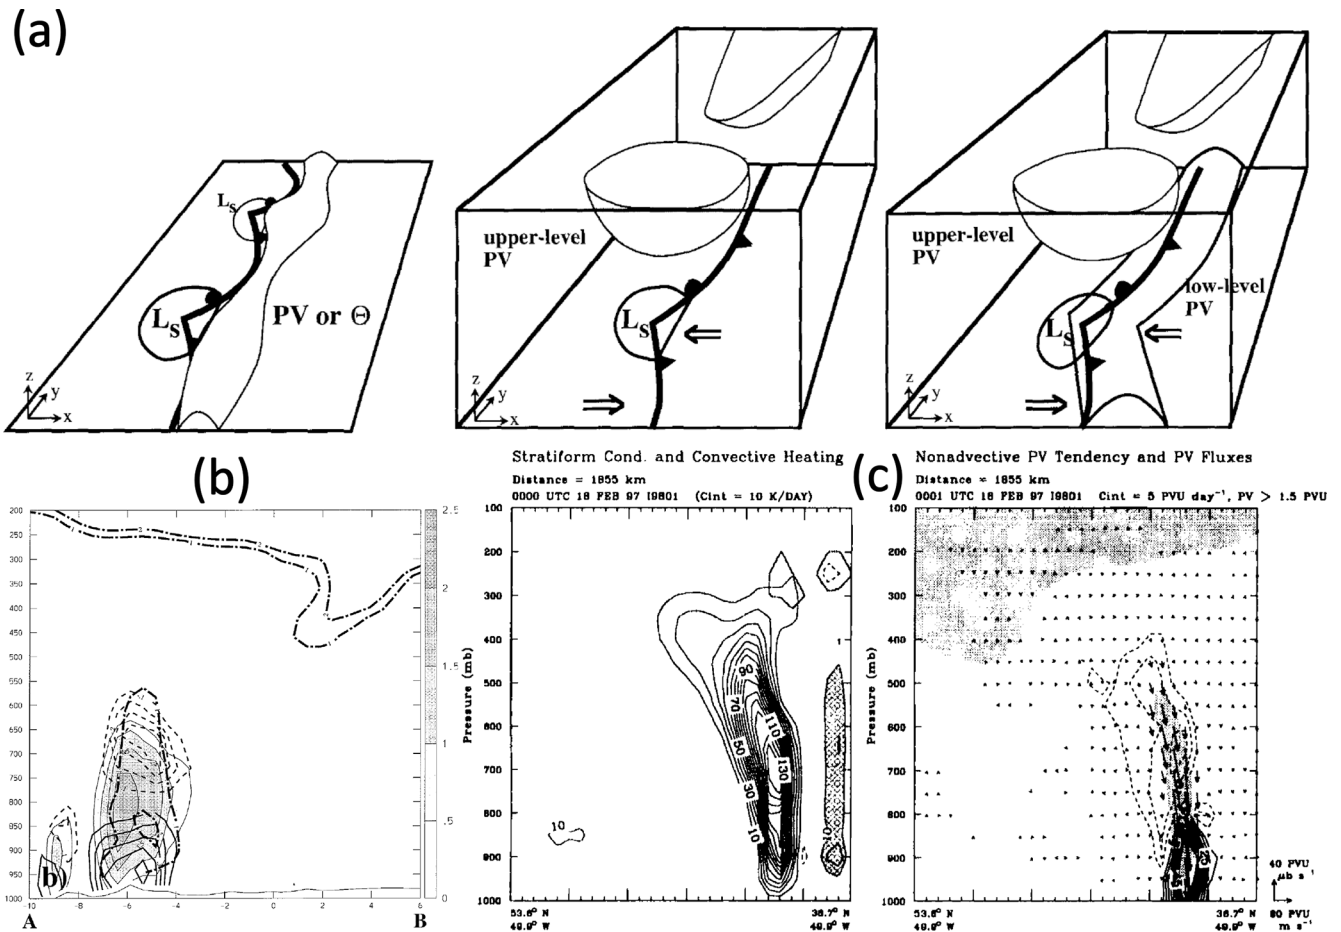 (a)
Ls
Ls
PV or Θ
z
y
x
upper-level
PV
Ls
z
y
x
upper-level
PV
low-level
PV
Ls
z
y
x
(b)
200
250
300
350
400
450
500
550
600
650
700
750
800
850
900
950
1000
-10
-8
-6
-4
-2
0
2
4
6
A
B
b)
2.5
2
1.5
1
.5
0
Stratiform Cond. and Convective Heating
Distance = 1855 km
0000 UTC 18 FEB 97 I9801 (Cint = 10 K/DAY)
100
200
300
400
500
600
700
800
900
1000
Pressure (mb)
90
70
110
50
130
30
10
10
53.6° N
49.9° W
36.7° N
49.9° W
(c)
Nonadvective PV Tendency and PV Fluxes
Distance = 1855 km
0001 UTC 18 FEB 97 I9801 Cint = 5 PVU day⁻¹, PV > 1.5 PVU
100
200
300
400
500
600
700
800
900
1000
Pressure (mb)
53.6° N
49.9° W
36.7° N
49.9° W
40 PVU
μb s⁻¹
80 PVU
m s⁻¹